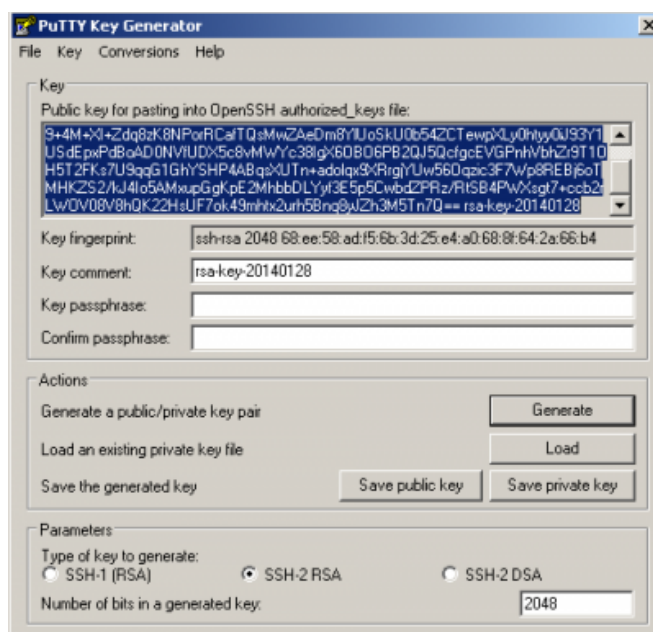 PuTTY Key Generator
File Key Conversions Help
Key
Public key for pasting into OpenSSH authorized_keys file:
LWOV08V8hQK22HsUF7ok49mhtx2urh5Bnq8wJZh3M5Tn7Q== rsa-key-20140128
Key fingerprint: ssh-rsa 2048 68:ee:58:ad:f5:6b:3d:25:e4:a0:68:8f:64:2a:66:b4
Key comment: rsa-key-20140128
Key passphrase:
Confirm passphrase:
Actions
Generate a public/private key pair Generate
Load an existing private key file Load
Save the generated key Save public key Save private key
Parameters
Type of key to generate:
SSH-1 (RSA) SSH-2 RSA SSH-2 DSA
Number of bits in a generated key: 2048